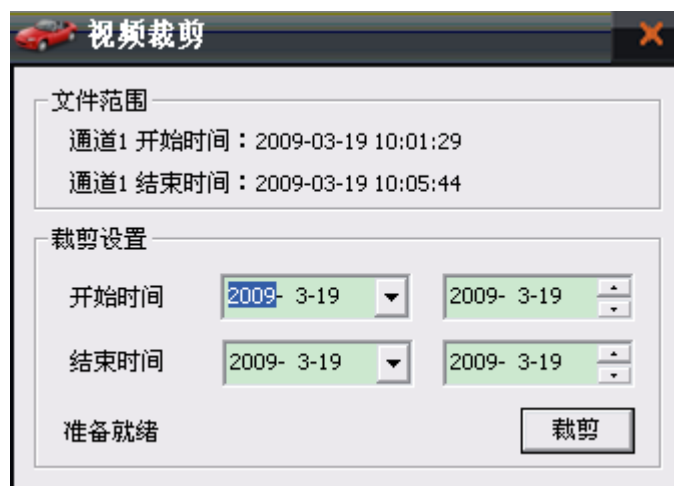 视频裁剪
文件范围
通道1 开始时间：2009-03-19 10:01:29
通道1 结束时间：2009-03-19 10:05:44
裁剪设置
开始时间 2009- 3-19 2009- 3-19
结束时间 2009- 3-19 2009- 3-19
准备就绪 裁剪